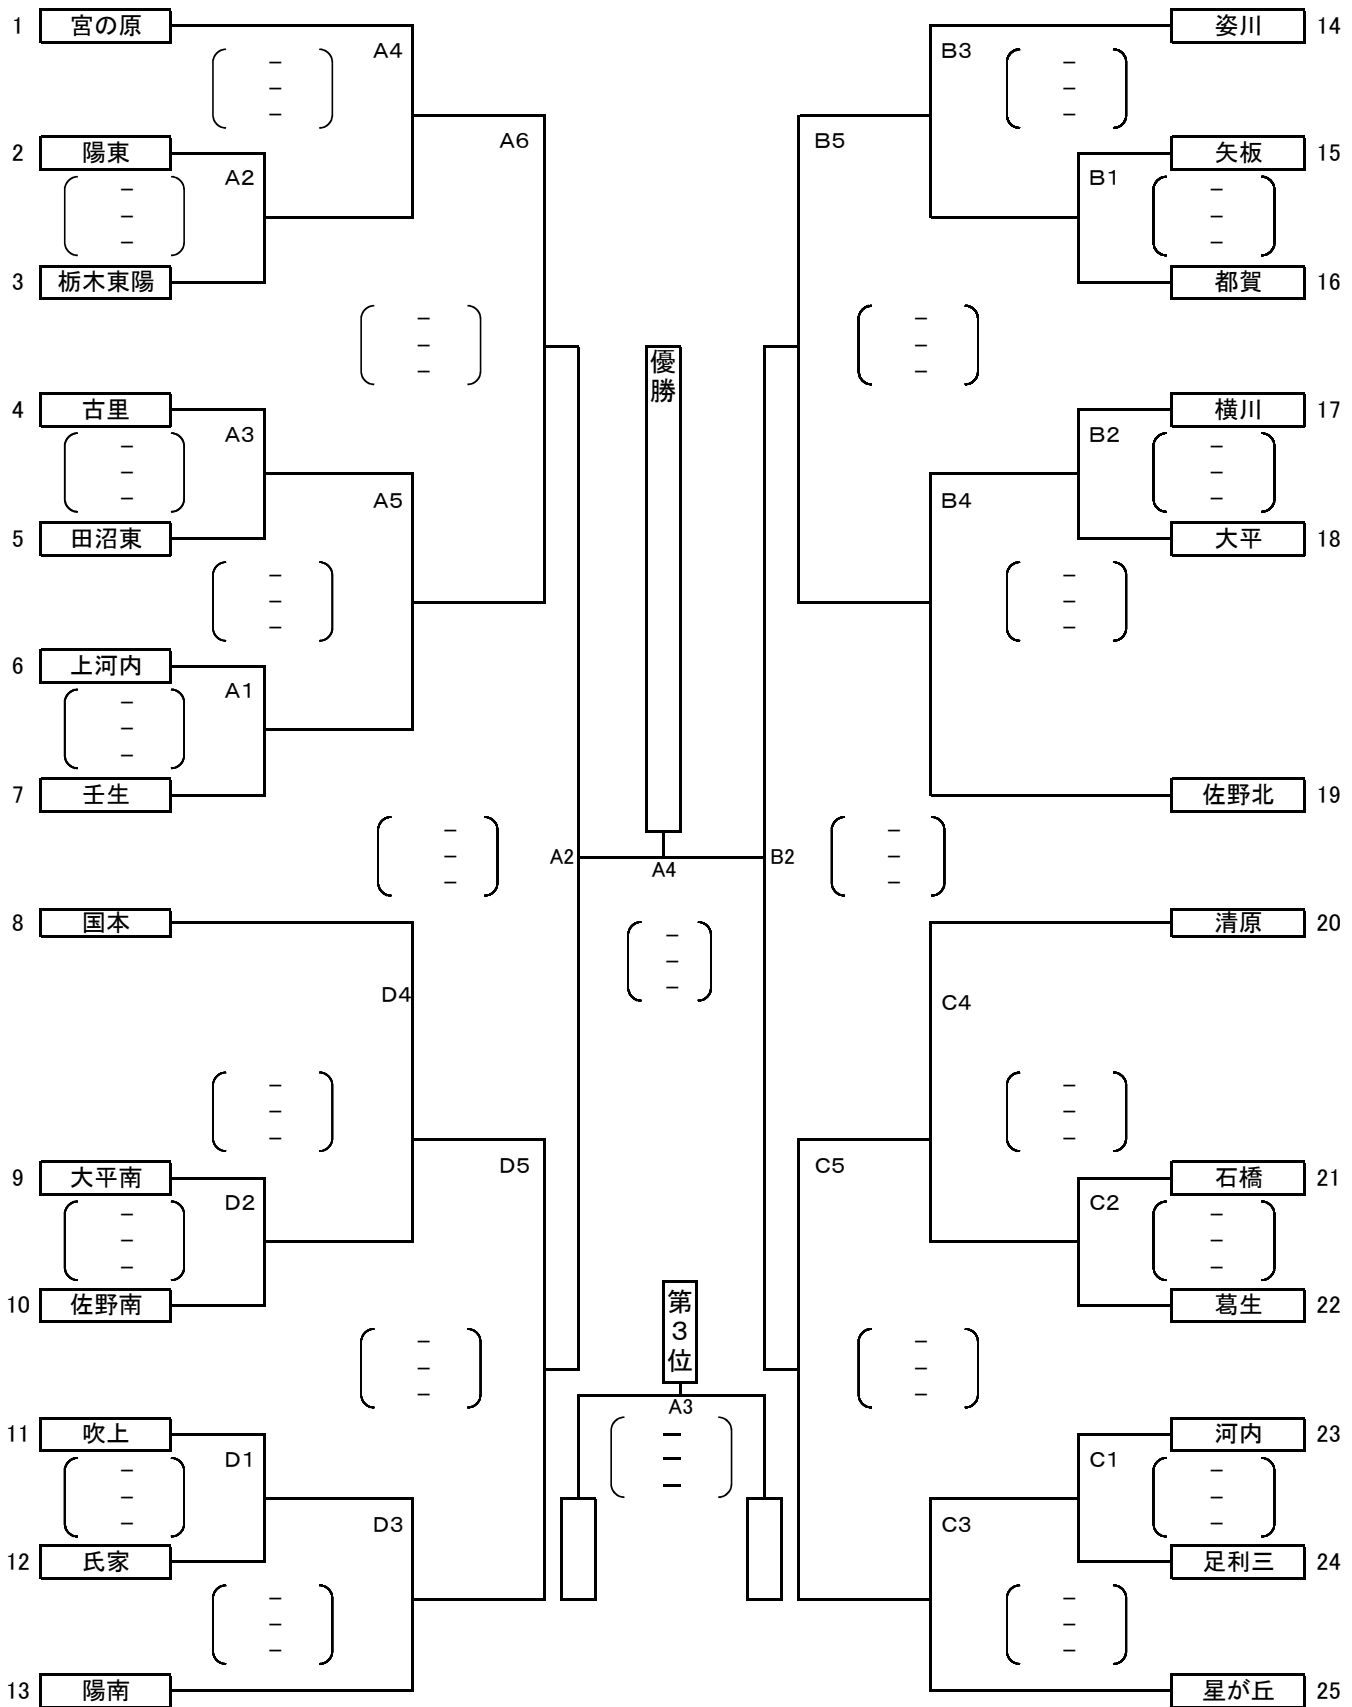 1 宮の原
A4
－
－
－
2 陽東
A2
－
－
－
3 栃木東陽
A6
－
－
－
4 古里
A3
－
－
－
5 田沼東
A5
－
－
－
6 上河内
A1
－
－
－
7 壬生
A2
－
－
－
8 国本
D4
－
－
－
9 大平南
D2
－
－
－
10 佐野南
D5
－
－
－
11 吹上
D1
－
－
－
12 氏家
D3
－
－
－
13 陽南
優勝
A4
－
－
－
第3位
A3
－
－
－
姿川 14
B3
－
－
－
矢板 15
B1
－
－
－
都賀 16
B5
－
－
－
横川 17
B2
－
－
－
大平 18
B4
－
－
－
佐野北 19
B2
－
－
－
清原 20
C4
－
－
－
石橋 21
C2
－
－
－
葛生 22
C5
－
－
－
河内 23
C1
－
－
－
足利三 24
C3
－
－
－
星が丘 25